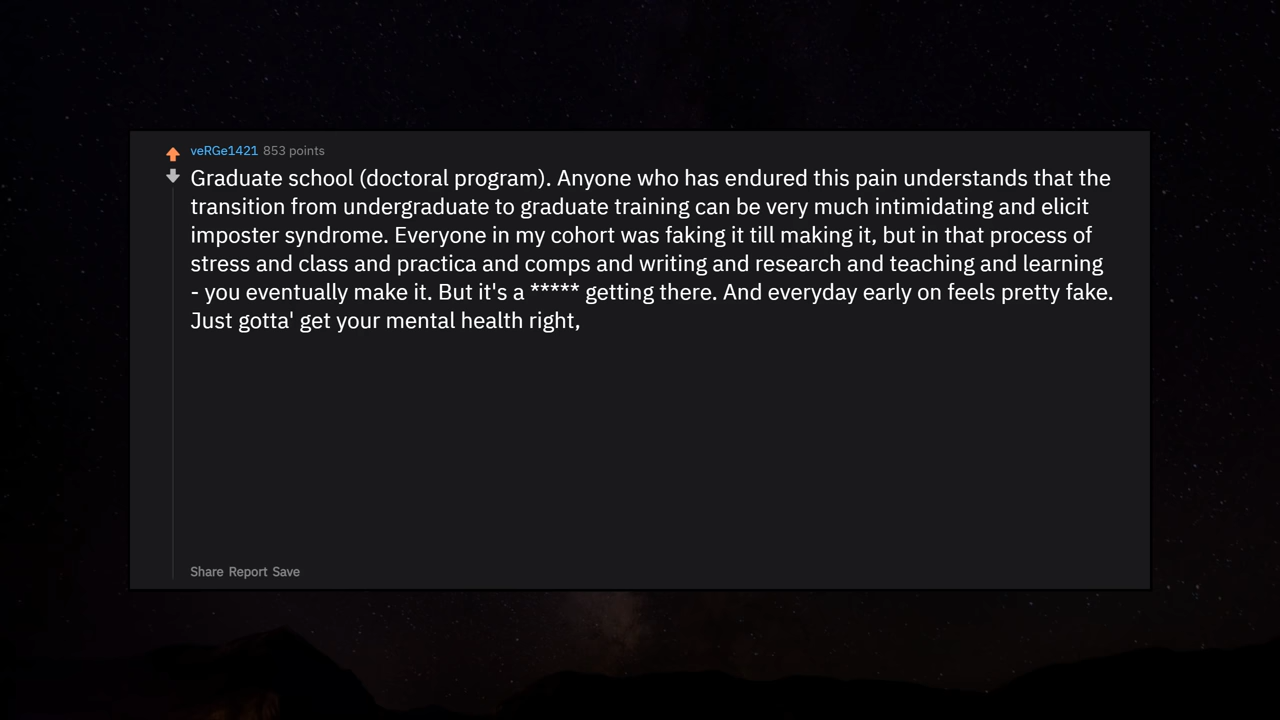 veRGe1421 853 points
Graduate school (doctoral program). Anyone who has endured this pain understands that the
transition from undergraduate to graduate training can be very much intimidating and elicit
imposter syndrome. Everyone in my cohort was faking it till making it, but in that process of
stress and class and practica and comps and writing and research and teaching and learning
- you eventually make it. But it's a ***** getting there. And everyday early on feels pretty fake.
Just gotta' get your mental health right,
Share Report Save